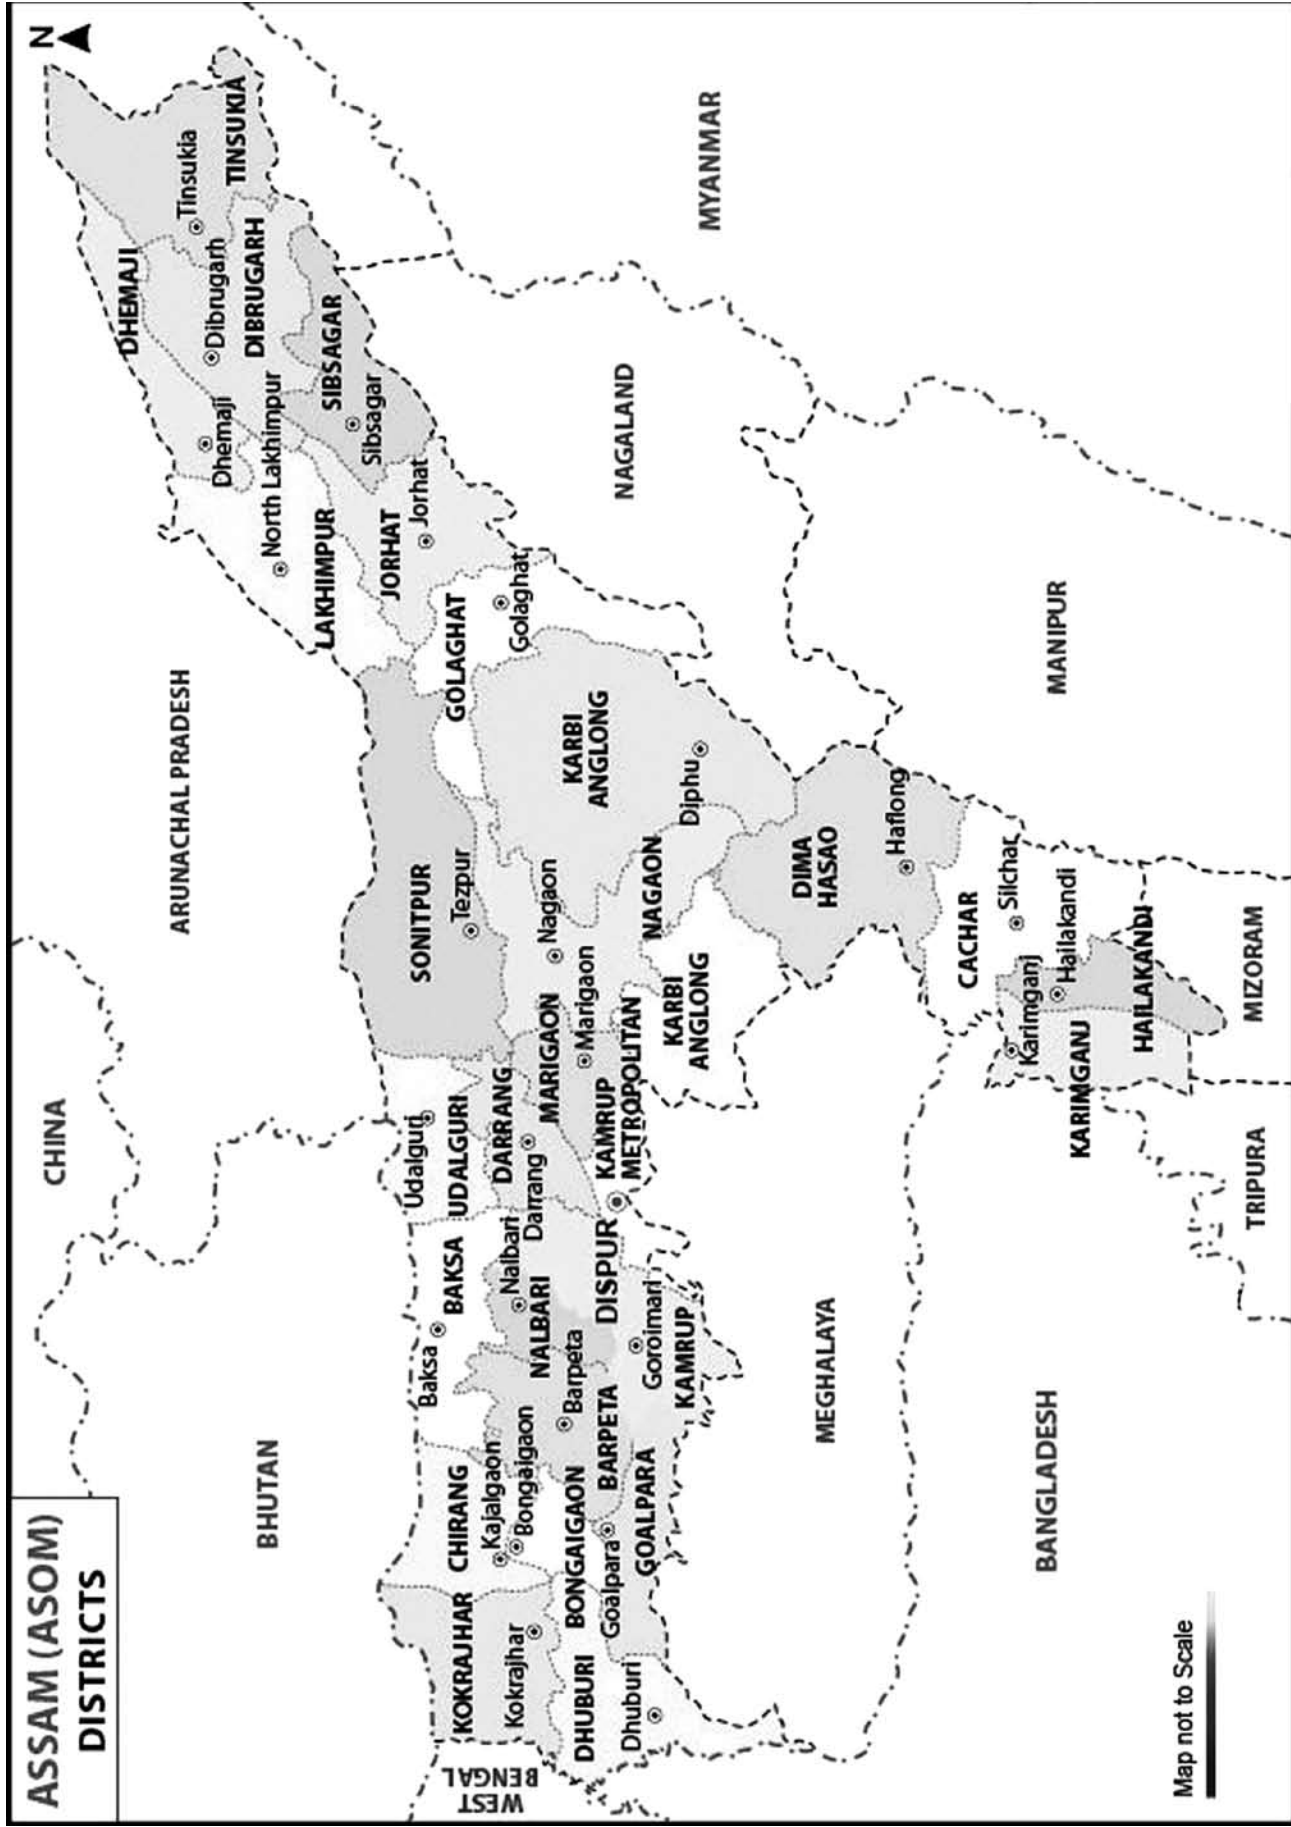 ASSAM (ASOM)
DISTRICTS
N
CHINA
BHUTAN
ARUNACHAL PRADESH
DHEMAJI
Tinsukia
TINSUKIA
Dibrugarh
DIBRUGARH
Dhemaji
North Lakhimpur
SIBSAGAR
Sibsagar
LAKHIMPUR
JORHAT
Jorhat
GOLAGHAT
Golaghat
SONITPUR
Tezpur
Udalguri
UDALGURI
Baksa
BAKSA
CHIRANG
KOKRAJHAR
Kajalgaon
Bongaigaon
Kokrajhar
Nalbari
NALBARI
DARRANG
Darrang
MARIGAON
Marigaon
Nagaon
NAGAON
KARBI
ANGLONG
Diphu
Barpeta
BARPETA
BONGAIGAON
DHUBURI
Dhuburi
Goalpara
GOALPARA
DISPUR
KAMRUP
METROPOLITAN
Goroimari
KAMRUP
KARBI
ANGLONG
DIMA
HASAO
Haflong
CACHAR
Silchar
Karimganj
Hailakandi
KARIMGANJ
HAILAKANDI
WEST
BENGAL
MEGHALAYA
BANGLADESH
TRIPURA
MIZORAM
MANIPUR
NAGALAND
MYANMAR
Map not to Scale